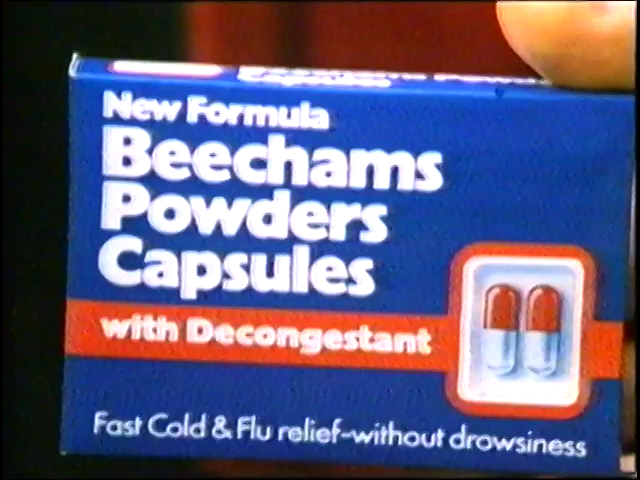 New Formula
Beechams
Powders
Capsules
with Decongestant
Fast Cold & Flu relief-without drowsiness